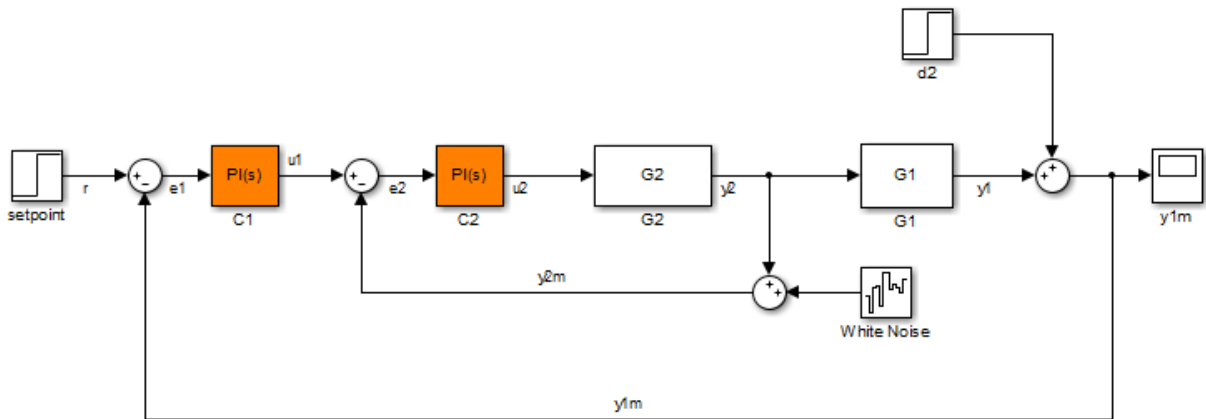 d2
r
setpoint
+
−
e1
PI(s)
C1
u1
+
−
e2
PI(s)
C2
u2
G2
G2
y2
G1
G1
y1
+
+
y1m
y2m
+
+
White Noise
y1m